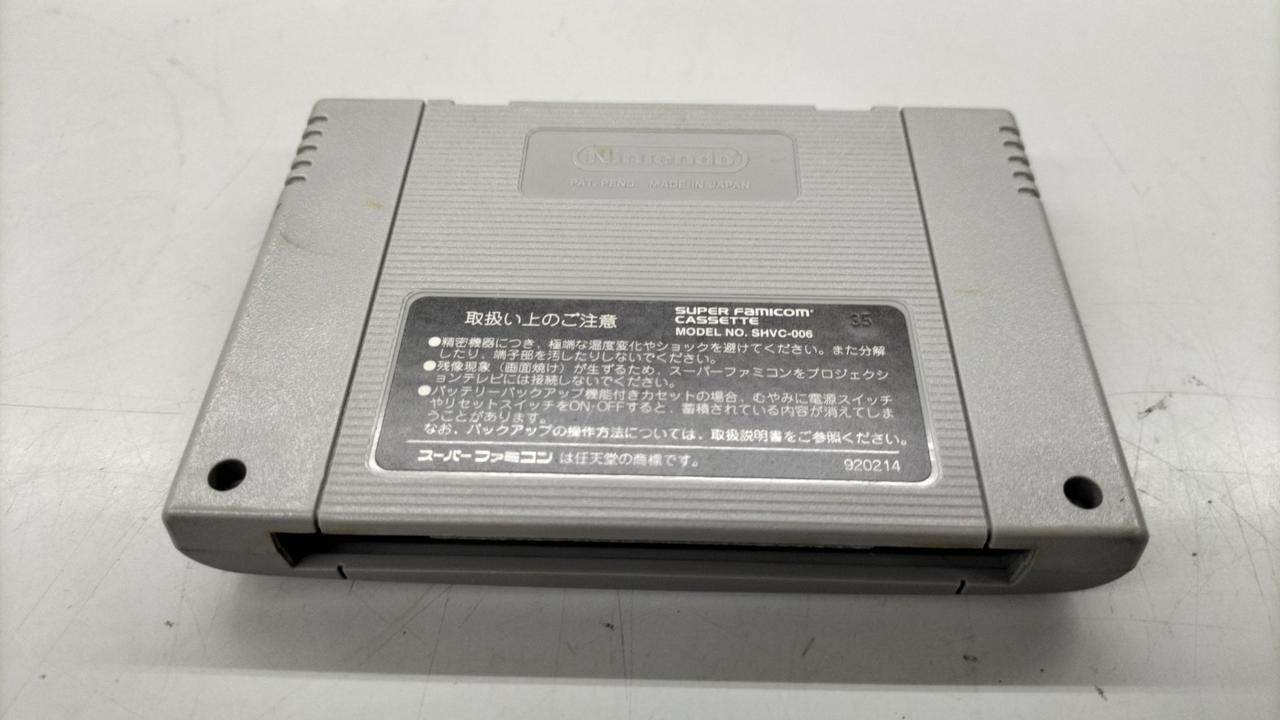 Nintendo
PAT. PEND. MADE IN JAPAN
取扱い上のご注意
SUPER FAMICOM
CASSETTE
MODEL NO. SHVC-006
35
●精密機器につき、極端な温度変化やショックを避けてください。また分解
したり、端子部を汚したりしないでください。
●残像現象（画面焼け）が生ずるため、スーパーファミコンをプロジェクシ
ョンテレビには接続しないでください。
●バッテリーバックアップ機能付きカセットの場合、むやみに電源スイッチ
やリセットスイッチをON・OFFすると、蓄積されている内容が消えてしま
うことがあります。
なお、バックアップの操作方法については、取扱説明書をご参照ください。
スーパーファミコン は任天堂の商標です。
920214